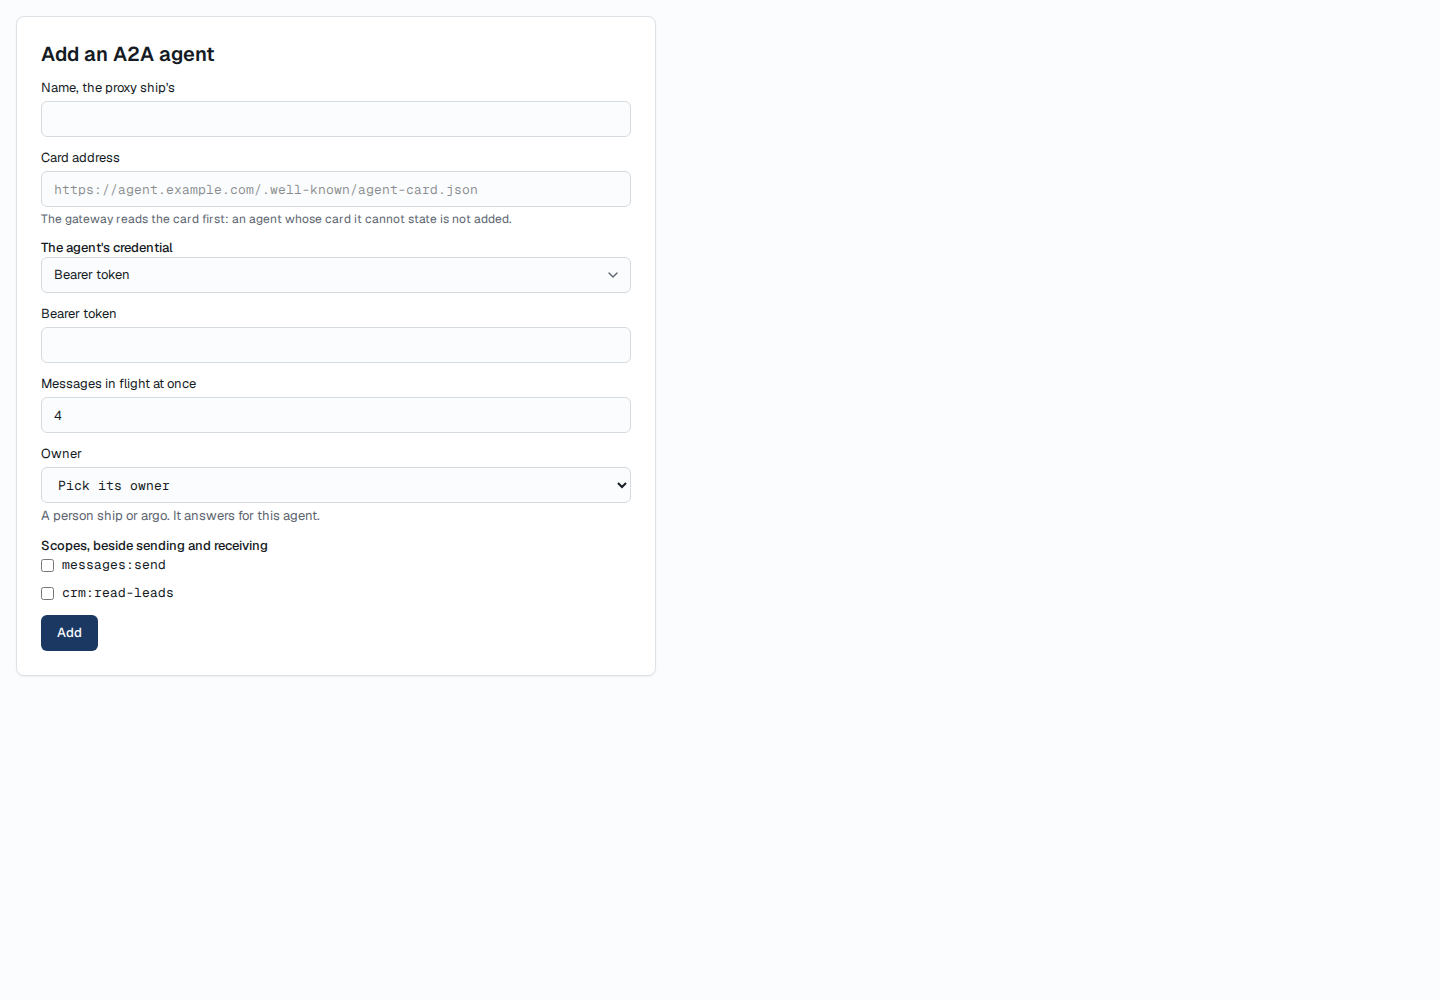 Add an A2A agent
Name, the proxy ship's
Card address
https://agent.example.com/.well-known/agent-card.json
The gateway reads the card first: an agent whose card it cannot state is not added.
The agent's credential
Bearer token
Bearer token
Messages in flight at once
4
Owner
Pick its owner
A person ship or argo. It answers for this agent.
Scopes, beside sending and receiving
messages:send
crm:read-leads
Add